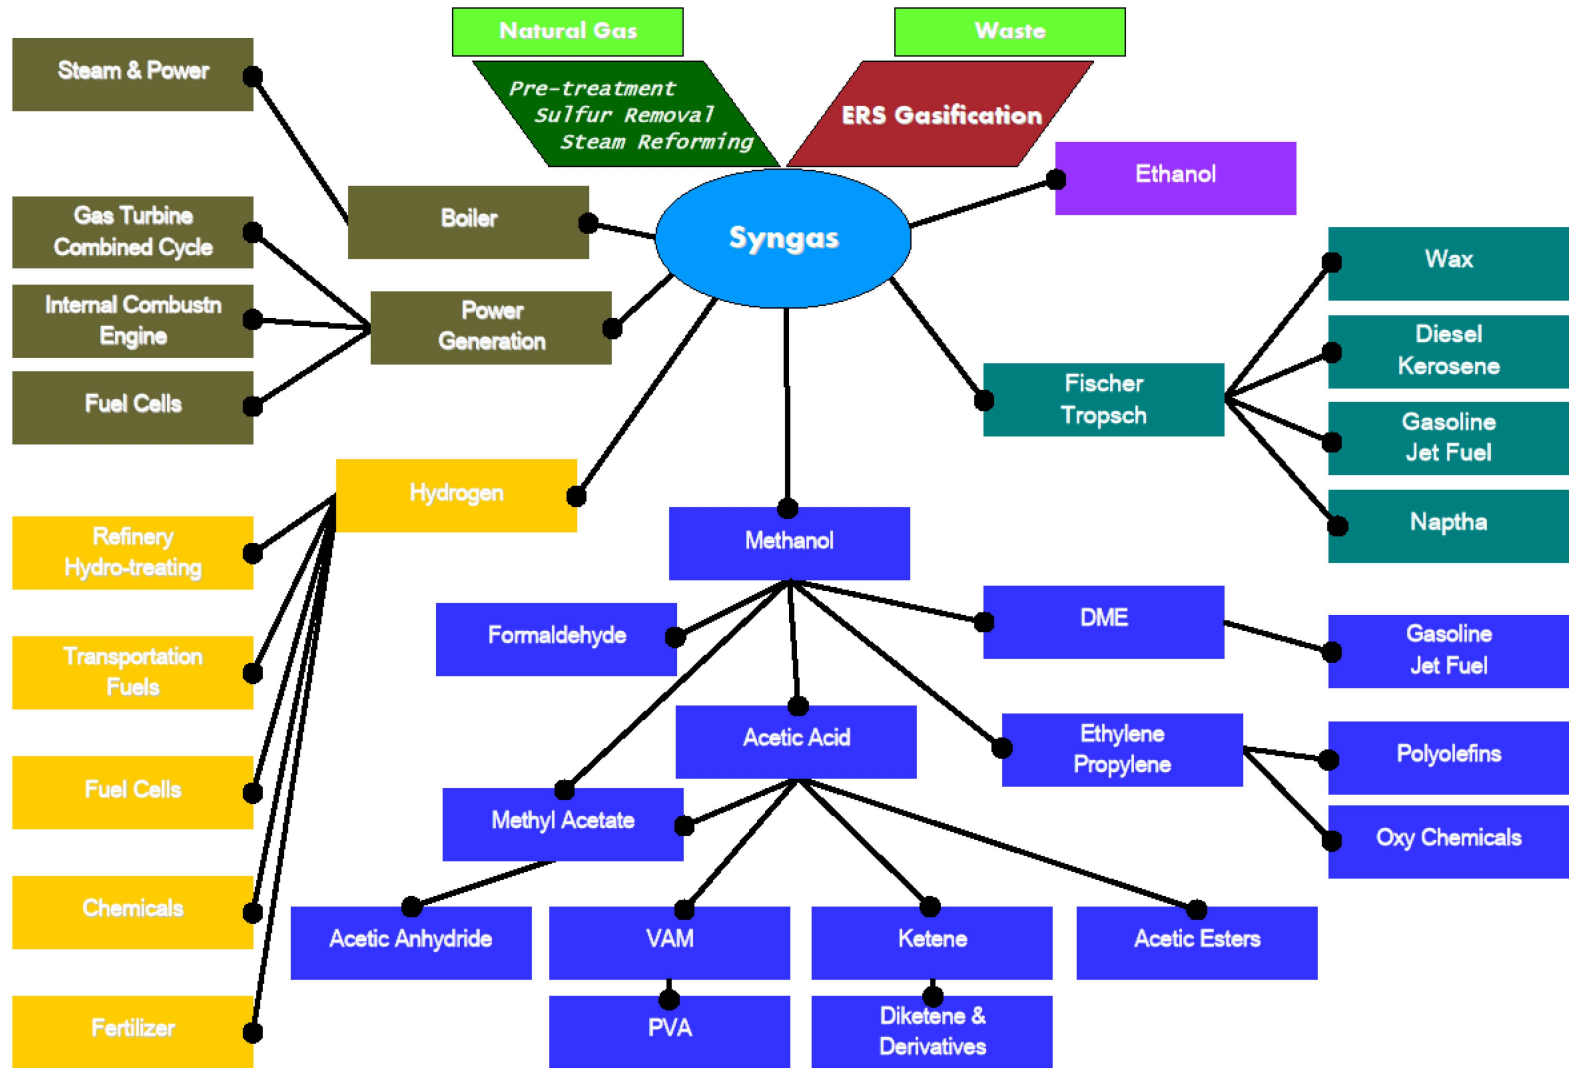 Natural Gas
Waste
Pre-treatment
Sulfur Removal
Steam Reforming
ERS Gasification
Syngas
Steam & Power
Boiler
Gas Turbine
Combined Cycle
Internal Combustn
Engine
Fuel Cells
Power
Generation
Ethanol
Fischer
Tropsch
Wax
Diesel
Kerosene
Gasoline
Jet Fuel
Naptha
Hydrogen
Refinery
Hydro-treating
Transportation
Fuels
Fuel Cells
Chemicals
Fertilizer
Methanol
Formaldehyde
DME
Gasoline
Jet Fuel
Acetic Acid
Ethylene
Propylene
Polyolefins
Oxy Chemicals
Methyl Acetate
Acetic Anhydride
VAM
Ketene
Acetic Esters
PVA
Diketene &
Derivatives